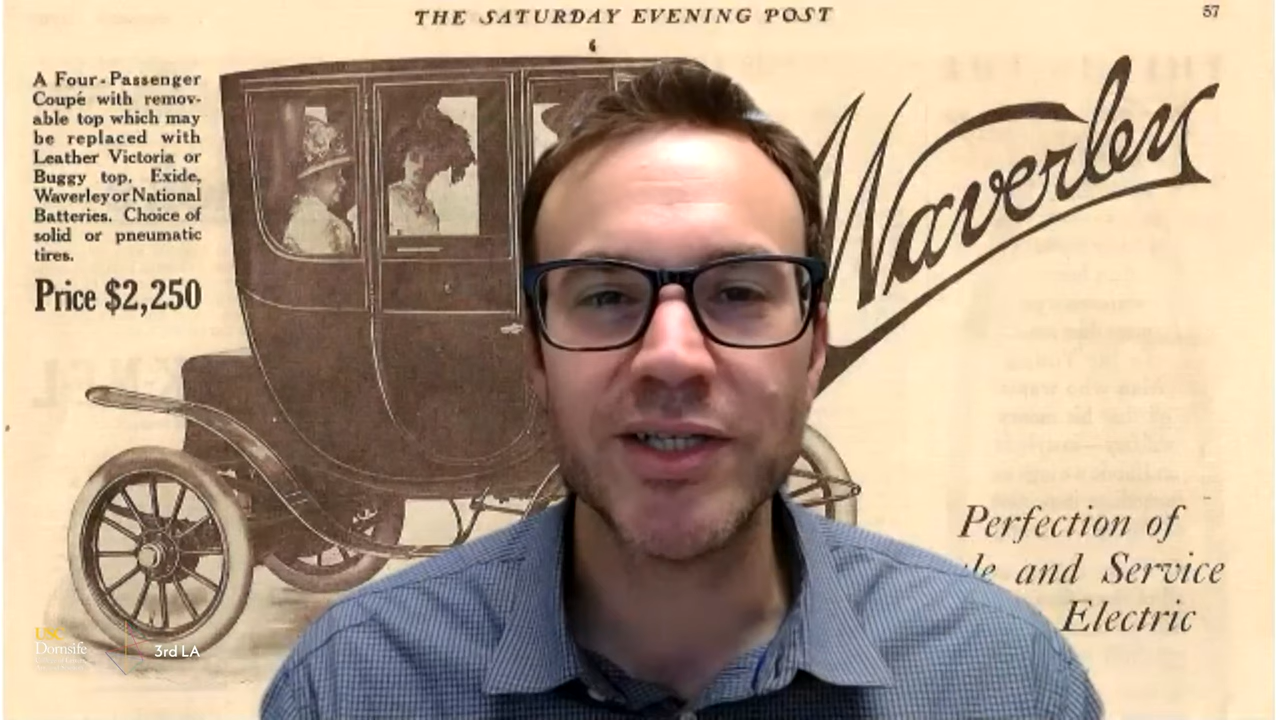 THE SATURDAY EVENING POST
57
A Four-Passenger
Coupé with remov-
able top which may
be replaced with
Leather Victoria or
Buggy top. Exide,
Waverley or National
Batteries. Choice of
solid or pneumatic
tires.
Price $2,250
Waverley
Perfection of
and Service
Electric
USC
Dornsife
3rd LA